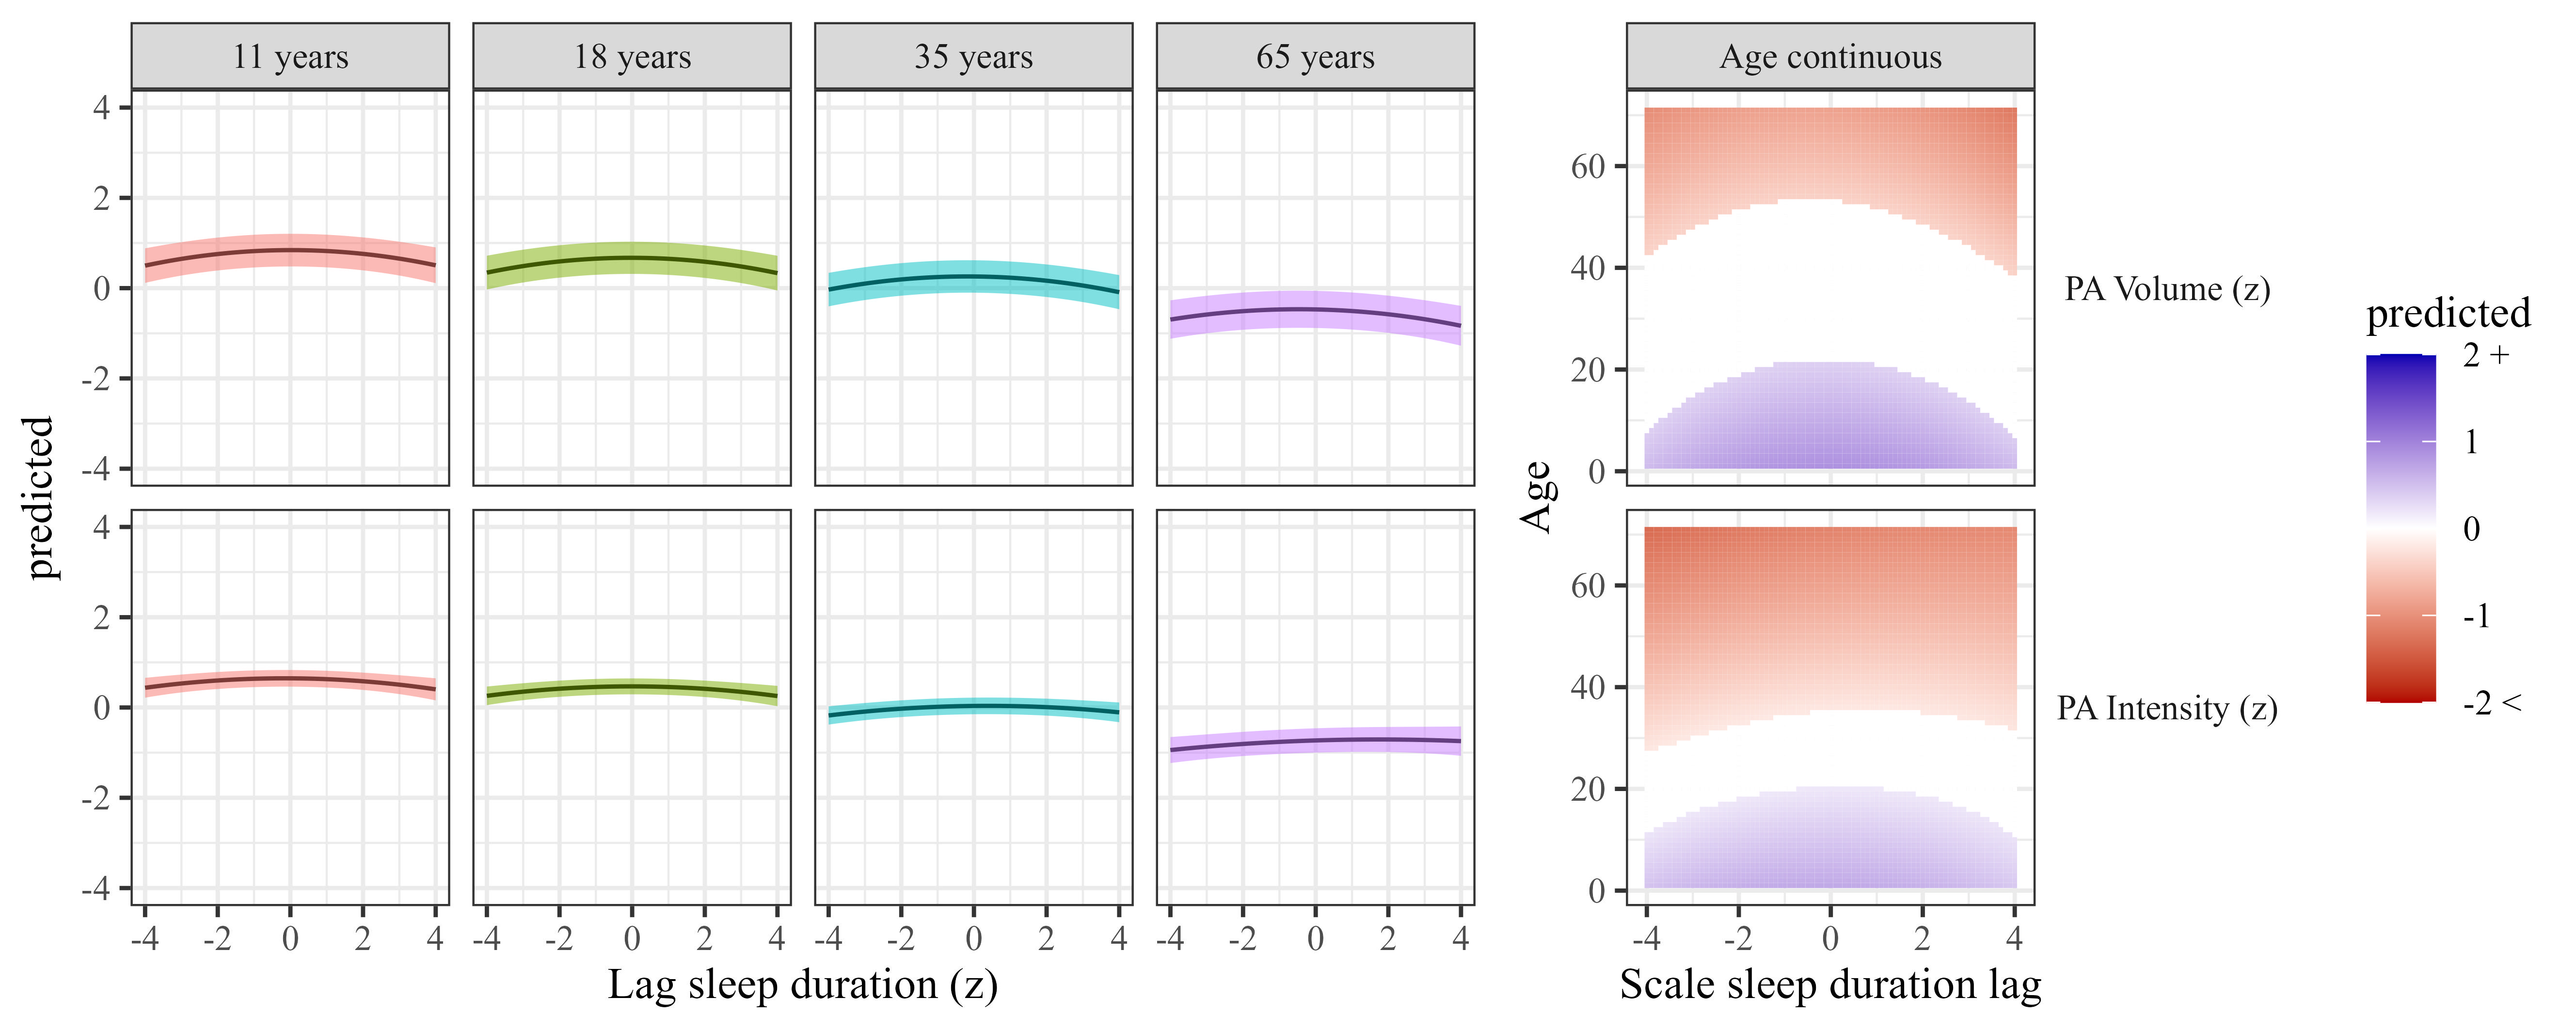 11 years
18 years
35 years
65 years
Age continuous
predicted
4
2
0
-2
-4
4
2
0
-2
-4
-4 -2 0 2 4
-4 -2 0 2 4
-4 -2 0 2 4
-4 -2 0 2 4
Lag sleep duration (z)
Age
60
40
20
0
60
40
20
0
-4 -2 0 2 4
Scale sleep duration lag
PA Volume (z)
PA Intensity (z)
predicted
2 +
1
0
-1
-2 <